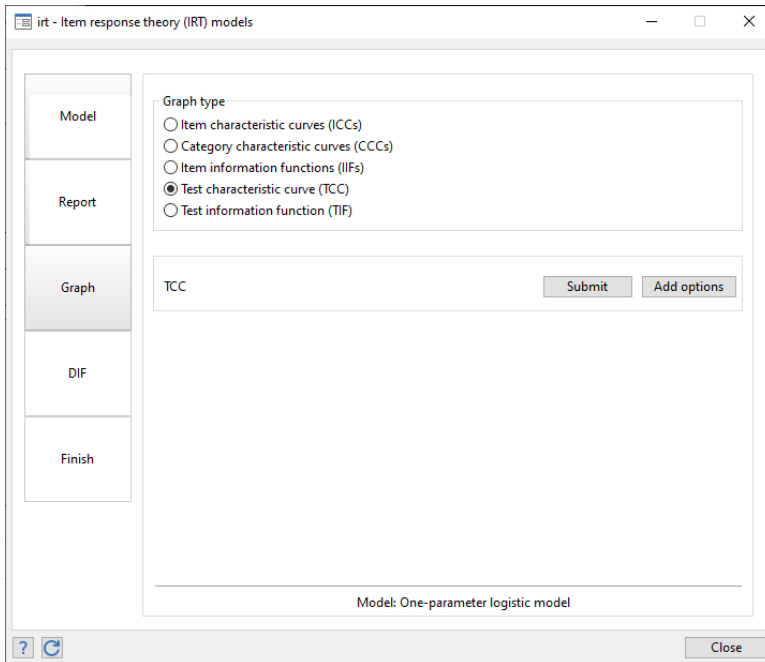 irt - Item response theory (IRT) models
Model
Report
Graph
DIF
Finish
Graph type
Item characteristic curves (ICCs)
Category characteristic curves (CCCs)
Item information functions (IIFs)
Test characteristic curve (TCC)
Test information function (TIF)
TCC Submit Add options
Model: One-parameter logistic model
? Close